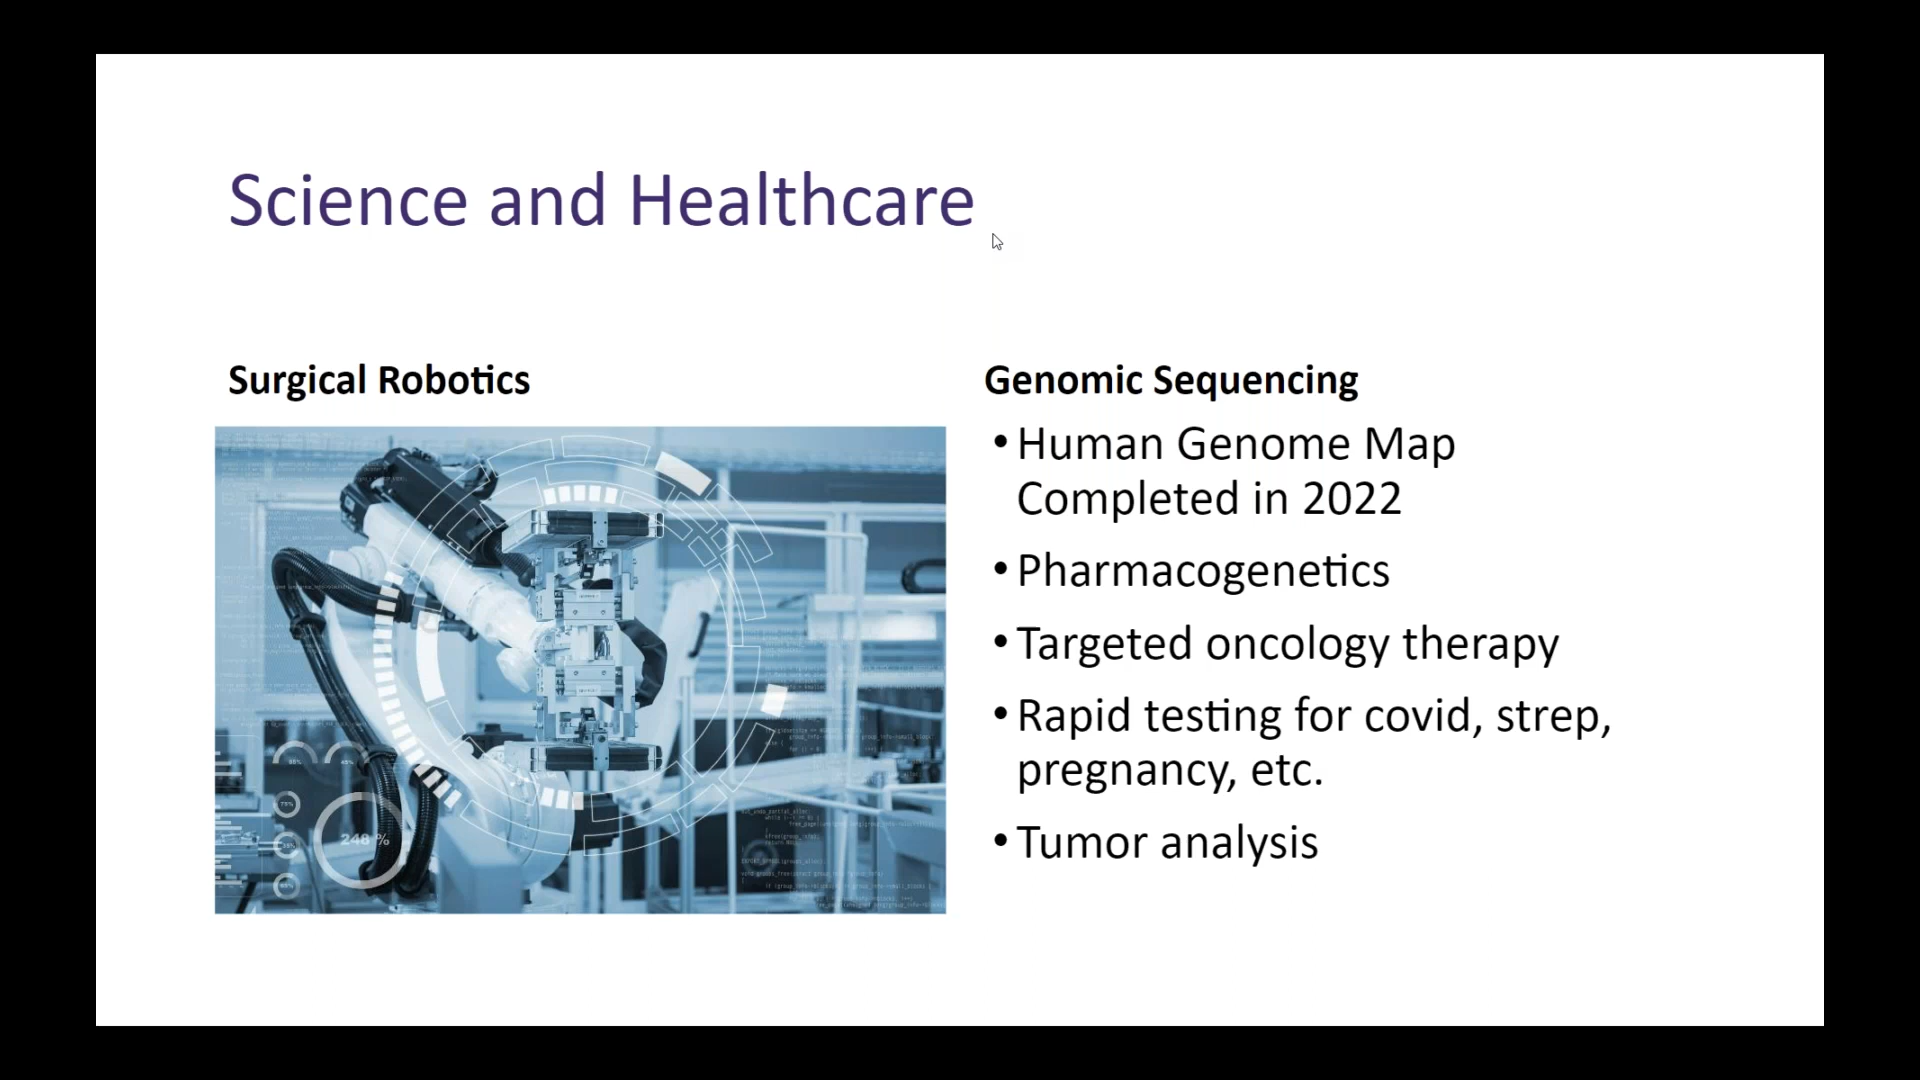 Science and Healthcare
Surgical Robotics
248 %
Genomic Sequencing
•Human Genome Map
Completed in 2022
•Pharmacogenetics
•Targeted oncology therapy
•Rapid testing for covid, strep,
pregnancy, etc.
•Tumor analysis